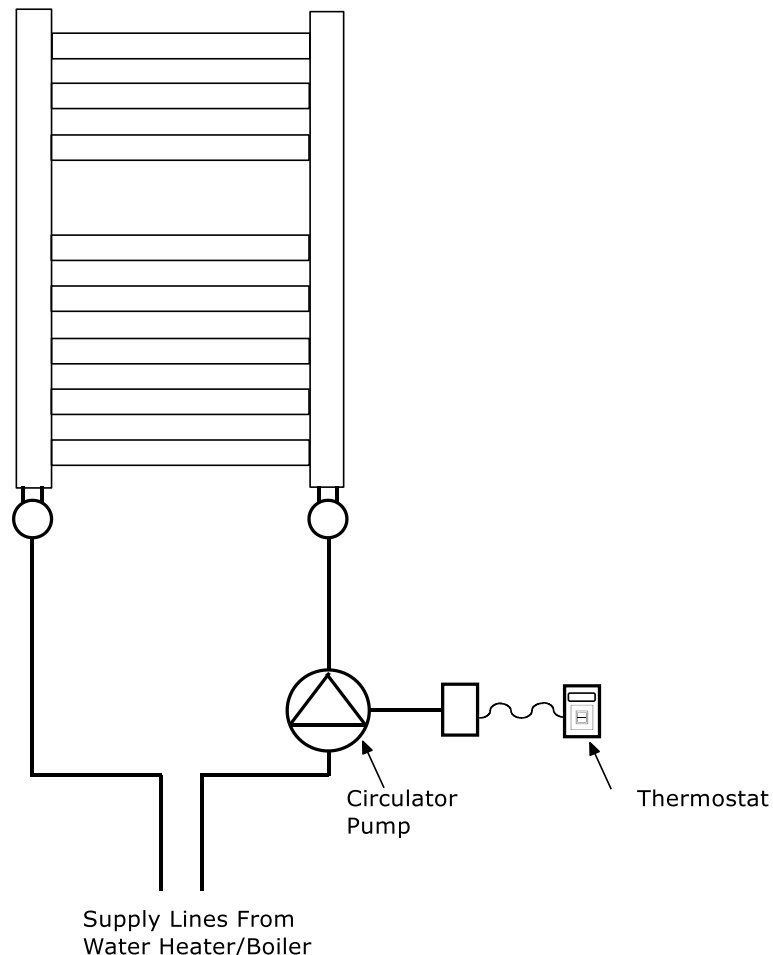 Circulator
Pump
Thermostat
Supply Lines From
Water Heater/Boiler